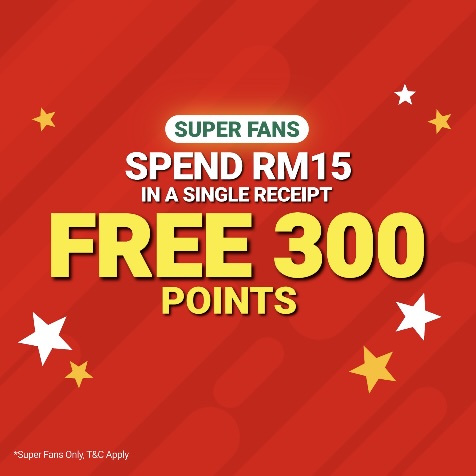 SUPER FANS
SPEND RM15
IN A SINGLE RECEIPT
FREE 300
POINTS
*Super Fans Only, T&C Apply